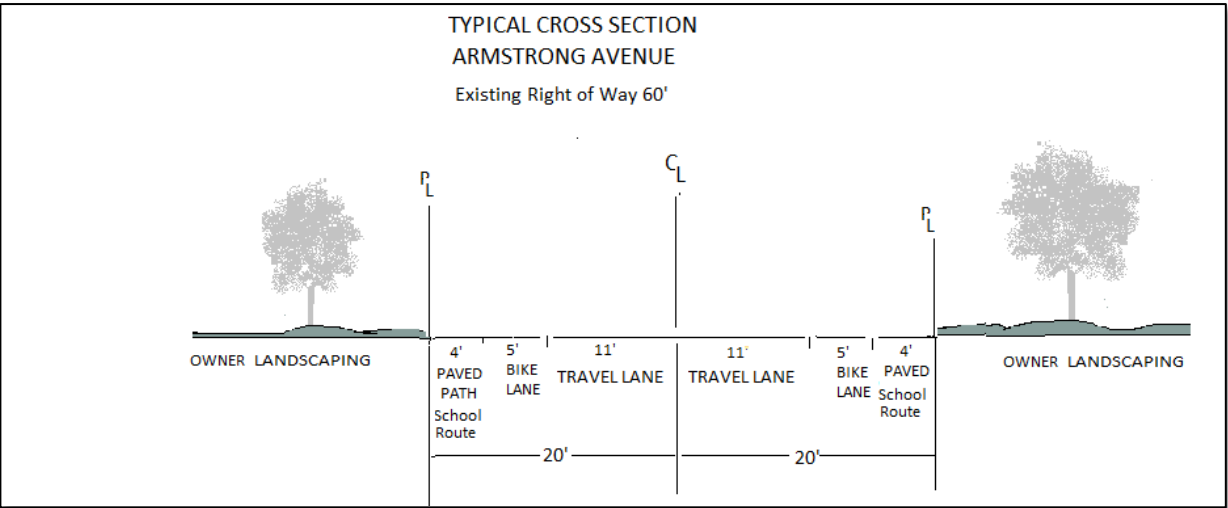 TYPICAL CROSS SECTION
ARMSTRONG AVENUE
Existing Right of Way 60'
PL
CL
PL
OWNER LANDSCAPING
4'
PAVED
PATH
School
Route
5'
BIKE
LANE
11'
TRAVEL LANE
11'
TRAVEL LANE
5'
BIKE
LANE
4'
PAVED
School
Route
OWNER LANDSCAPING
20'
20'